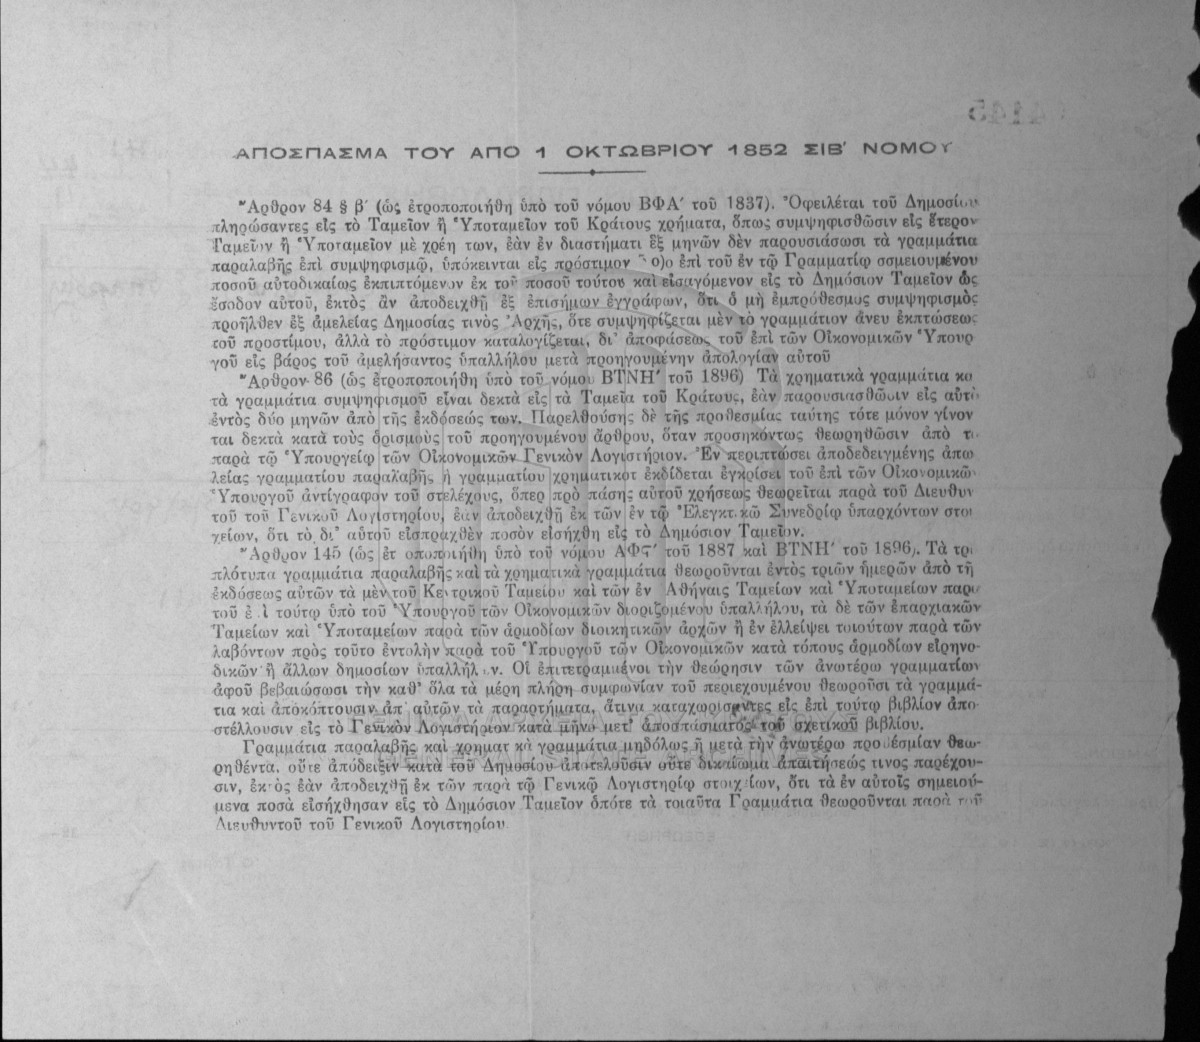 ΑΠΟΣΠΑΣΜΑ ΤΟΥ ΑΠΟ 1 ΟΚΤΩΒΡΙΟΥ 1852 ΣΙΒʹ ΝΟΜΟΥ
Ἄρθρον 84 § βʹ (ὡς ἐτροποποιήθη ὑπὸ τοῦ νόμου ΒΦΑʹ τοῦ 1837). Ὀφειλέται τοῦ Δημοσίου
πληρώσαντες εἰς τὸ Ταμεῖον ἢ Ὑποταμεῖον τοῦ Κράτους χρήματα, ὅπως συμψηφισθῶσιν εἰς ἕτερον
Ταμεῖον ἢ Ὑποταμεῖον μὲ χρέη των, ἐὰν ἐν διαστήματι ἓξ μηνῶν δὲν παρουσιάσωσι τὰ γραμμάτια
παραλαβῆς ἐπὶ συμψηφισμῷ, ὑπόκεινται εἰς πρόστιμον ο)ο ἐπὶ τοῦ ἐν τῷ Γραμματίῳ σσμειουμένου
ποσοῦ αὐτοδικαίως ἐκπιπτόμενον ἐκ τοῦ ποσοῦ τούτου καὶ εἰσαγόμενον εἰς τὸ Δημόσιον Ταμεῖον ὡς
ἔσοδον αὐτοῦ, ἐκτὸς ἂν ἀποδειχθῇ ἐξ ἐπισήμων ἐγγράφων, ὅτι ὁ μὴ ἐμπρόθεσμως συμψηφισμὸς
προῆλθεν ἐξ ἀμελείας Δημοσίας τινὸς Ἀρχῆς, ὅτε συμψηφίζεται μὲν τὸ γραμμάτιον ἄνευ ἐκπτώσεως
τοῦ προστίμου, ἀλλὰ τὸ πρόστιμον καταλογίζεται, δι' ἀποφάσεως τοῦ ἐπὶ τῶν Οἰκονομικῶν Ὑπουρ
γοῦ εἰς βάρος τοῦ ἀμελήσαντος ὑπαλλήλου μετὰ προηγουμένην ἀπολογίαν αὐτοῦ
Ἄρθρον 86 (ὡς ἐτροποποιήθη ὑπὸ τοῦ νόμου ΒΤΝΗʹ τοῦ 1896) Τὰ χρηματικὰ γραμμάτια κα
τὰ γραμμάτια συμψηφισμοῦ εἶναι δεκτὰ εἰς τὰ Ταμεῖα τοῦ Κράτους, ἐὰν παρουσιασθῶσιν εἰς αὐτὸ
ἐντὸς δύο μηνῶν ἀπὸ τῆς ἐκδόσεώς των. Παρελθούσης δὲ τῆς προθεσμίας ταύτης τότε μόνον γίνον
ται δεκτὰ κατὰ τοὺς ὁρισμοὺς τοῦ προηγουμένου ἄρθρου, ὅταν προσηκόντως θεωρηθῶσιν ἀπὸ τ
παρὰ τῷ Ὑπουργείῳ τῶν Οἰκονομικῶν Γενικὸν Λογιστήριον. Ἐν περιπτώσει ἀποδεδειγμένης ἀπω
λείας γραμματίου παραλαβῆς ἢ γραμματίου χρηματικοτ ἐκδίδεται ἐγκρίσει τοῦ ἐπὶ τῶν Οἰκονομικῶ
Ὑπουργοῦ ἀντίγραφον τοῦ στελέχους, ὅπερ πρὸ πάσης αὐτοῦ χρήσεως θεωρεῖται παρὰ τοῦ Διευθυν
τοῦ τοῦ Γενικοῦ Λογιστηρίου, ἐὰν ἀποδειχθῇ ἐκ τῶν ἐν τῷ Ἐλεγκτικῶ Συνεδρίῳ ὑπαρχόντων στοι
χείων, ὅτι τὸ δι' αὐτοῦ εἰσπραχθὲν ποσὸν εἰσήχθη εἰς τὸ Δημόσιον Ταμεῖον.
Ἄρθρον 145 (ὡς ἐτ οποποιήθη ὑπὸ τοῦ νόμου ΑΦΣΤʹ τοῦ 1887 καὶ ΒΤΝΗʹ τοῦ 1896). Τὰ τρι
πλότυπα γραμμάτια παραλαβῆς καὶ τὰ χρηματικὰ γραμμάτια θεωροῦνται ἐντὸς τριῶν ἡμερῶν ἀπὸ τῆ
ἐκδόσεως αὐτῶν τὰ μὲν τοῦ Κεντρικοῦ Ταμείου καὶ τῶν ἐν Ἀθήναις Ταμείων καὶ Ὑποταμείων παρὰ
τοῦ ἐ ὶ τούτῳ ὑπὸ τοῦ Ὑπουργοῦ τῶν Οἰκονομικῶν διοριζομένου ὑπαλλήλου, τὰ δὲ τῶν ἐπαρχιακῶν
Ταμείων καὶ Ὑποταμείων παρὰ τῶν ἁρμοδίων διοικητικῶν ἀρχῶν ἢ ἐν ἐλλείψει τοιούτων παρὰ τῶν
λαβόντων πρὸς τοῦτο ἐντολὴν παρὰ τοῦ Ὑπουργοῦ τῶν Οἰκονομικῶν κατὰ τόπους ἁρμοδίων εἰρηνο-
δικῶν ἢ ἄλλων δημοσίων ὑπαλλήλ ν. Οἱ ἐπιτετραμμένοι τὴν θεώρησιν τῶν ἀνωτέρω γραμματίων
ἀφοῦ βεβαιώσωσι τὴν καθ' ὅλα τὰ μέρη πλήρη συμφωνίαν τοῦ περιεχομένου θεωροῦσι τὰ γραμμά-
τια καὶ ἀποκόπτουσιν ἀπ' αὐτῶν τὰ παραρτήματα, ἅτινα καταχωρίσαντες εἰς ἐπὶ τούτῳ βιβλίον ἀπο-
στέλλουσιν εἰς τὸ Γενικὸν Λογιστήριον κατὰ μῆνα μετ' ἀποσπάσματος τοῦ σχετικοῦ βιβλίου.
Γραμμάτια παραλαβῆς καὶ χρηματ κὰ γραμμάτια μηδόλως ἢ μετὰ τὴν ἀνωτέρω προθεσμίαν θεω-
ρηθέντα, οὔτε ἀπόδειξιν κατὰ τοῦ Δημοσίου ἀποτελοῦσιν οὔτε δικαίωμα ἀπαιτήσεώς τινος παρέχου-
σιν, ἐκτὸς ἐὰν ἀποδειχθῇ ἐκ τῶν παρὰ τῷ Γενικῷ Λογιστηρίῳ στοιχείων, ὅτι τὰ ἐν αὐτοῖς σημειού-
μενα ποσὰ εἰσήχθησαν εἰς τὸ Δημόσιον Ταμεῖον ὁπότε τὰ τοιαῦτα Γραμμάτια θεωροῦνται παρὰ τοῦ
Διευθυντοῦ τοῦ Γενικοῦ Λογιστηρίου.